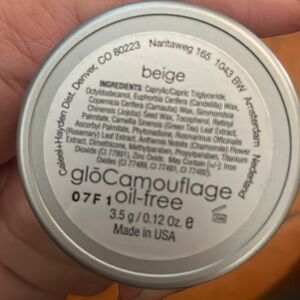 Caleel+Hayden Dist. Denver, CO 80223 Naritaweg 165 1043 BW Amsterdam Nederland
beige
INGREDIENTS: Caprylic/Capric Triglyceride,
Octyldodecanol, Euphorbia Cerifera (Candelilla) Wax,
Copernicia Cerifera (Carnauba) Wax, Simmondsia
Chinensis (Jojoba) Seed Wax, Tocopherol, Retinyl
Palmitate, Camellia Sinensis (Green Tea) Leaf Extract,
Ascorbyl Palmitate, Phytonadione, Rosmarinus Officinalis
(Rosemary) Leaf Extract, Anthemis Nobilis (Chamomile) Flower
Extract, Dimethicone, Methylparaben, Propylparaben, Titanium
Dioxide (CI 77891), Zinc Oxide. May Contain [+/-]: Iron
Oxides (CI 77491, CI 77492).
glōCamouflage
07F1 oil-free
3.5 g / 0.12 Oz. e
Made in USA